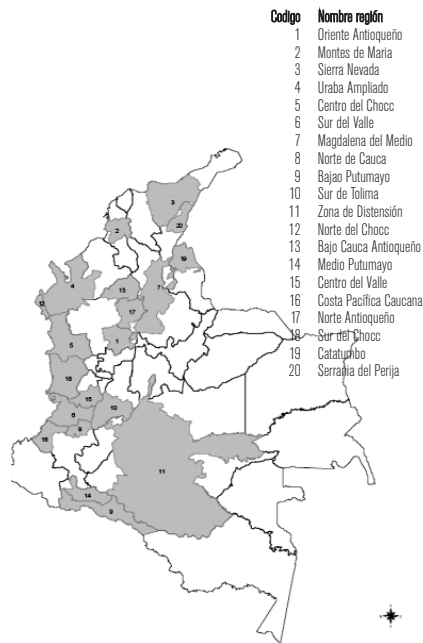 Codigo Nombre región
1 Oriente Antioqueño
2 Montes de Maria
3 Sierra Nevada
4 Uraba Ampliado
5 Centro del Chocc
6 Sur del Valle
7 Magdalena del Medio
8 Norte de Cauca
9 Bajao Putumayo
10 Sur de Tolima
11 Zona de Distensión
12 Norte del Chocc
13 Bajo Cauca Antioqueño
14 Medio Putumayo
15 Centro del Valle
16 Costa Pacífica Caucana
17 Norte Antioqueño
18 Sur del Chocc
19 Catatumbo
20 Serrania del Perija
3
20
2
19
4
13
7
12
17
5
1
18
15
6
10
8
16
11
14
9